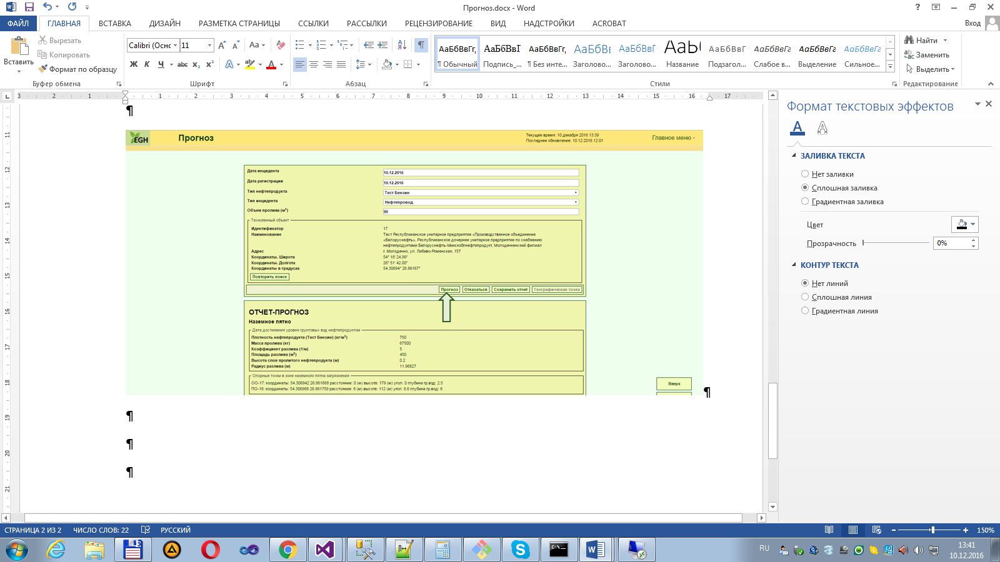 Прогноз.docx - Word
ФАЙЛ ГЛАВНАЯ ВСТАВКА ДИЗАЙН РАЗМЕТКА СТРАНИЦЫ ССЫЛКИ РАССЫЛКИ РЕЦЕНЗИРОВАНИЕ ВИД НАДСТРОЙКИ ACROBAT Вход
Вставить
Вырезать
Копировать
Формат по образцу
Буфер обмена
Calibri (Оснс 11
Ж К Ч abc x₂ x²
Шрифт
Абзац
АаБбВвГг, АаБбВвГ АаБбВвГг, АаБбВв АаБбВвГ АаБ АаБбВвГ АаБбВвГг АаБбВвГг АаБбВвГг
¶ Обычный Подпись_... ¶ Без инте... Заголово... Заголово... Название Подзагол... Слабое в... Выделение Сильное...
Стили
Найти
Заменить
Выделить
Редактирование
3 2 1 1 2 3 4 5 6 7 8 9 10 11 12 13 14 15 16 17
11
12
13
14
15
16
17
18
19
20
21
¶
EGH Прогноз
Текущее время: 10 декабря 2016 13:39
Последнее обновление: 10.12.2016 12:01
Главное меню -
Дата инцидента 10.12.2016
Дата регистрации 10.12.2016
Тип нефтепродукта Тест Бензин
Тип инцидента Нефтепровод
Объем пролива (м³) 90
Техногенный объект
Идентификатор 17
Наименование Тест Республиканское унитарное предприятие «Производственное объединение
«Белоруснефть», Республиканское дочернее унитарное предприятие по снабжению
нефтепродуктами Белоруснефть-Минскоблнефтепродукт, Молодечненский филиал
Адрес г. Молодечно, ул. Либаво-Роменская, 157
Координаты. Широта 54° 18' 24.99"
Координаты. Долгота 26° 51' 42.00"
Координаты в градусах 54.30694° 26.86167°
Повторить поиск
Прогноз Отказаться Сохранить отчет Географическая точка
ОТЧЕТ-ПРОГНОЗ
Наземное пятно
Дата достижения уровня грунтовых вод нефтепродуктом
Плотность нефтепродукта (Тест Бензин) (кг/м³) 750
Масса пролива (кг) 67500
Коэффициент разлива (1/м) 5
Площадь разлива (м²) 450
Высота слоя пролитого нефтепродукта (м) 0.2
Радиус разлива (м) 11.96827
Опорные точки в зоне наземного пятна загрязнения
ОО-17: координаты: 54.306942 26.861666 расстояние: 0 (м) высота: 179 (м) угол: 0 глубина гр.вод: 2.5
ПО-18: координаты: 54.306988 26.861759 расстояние: 8 (м) высота: 112 (м) угол: 8.6 глубина гр.вод: 6
Вверх
¶
¶
¶
¶
Формат текстовых эффектов
ЗАЛИВКА ТЕКСТА
Нет заливки
Сплошная заливка
Градиентная заливка
Цвет
Прозрачность 0%
КОНТУР ТЕКСТА
Нет линий
Сплошная линия
Градиентная линия
СТРАНИЦА 2 ИЗ 2 ЧИСЛО СЛОВ: 22 РУССКИЙ 150%
RU 13:41
10.12.2016